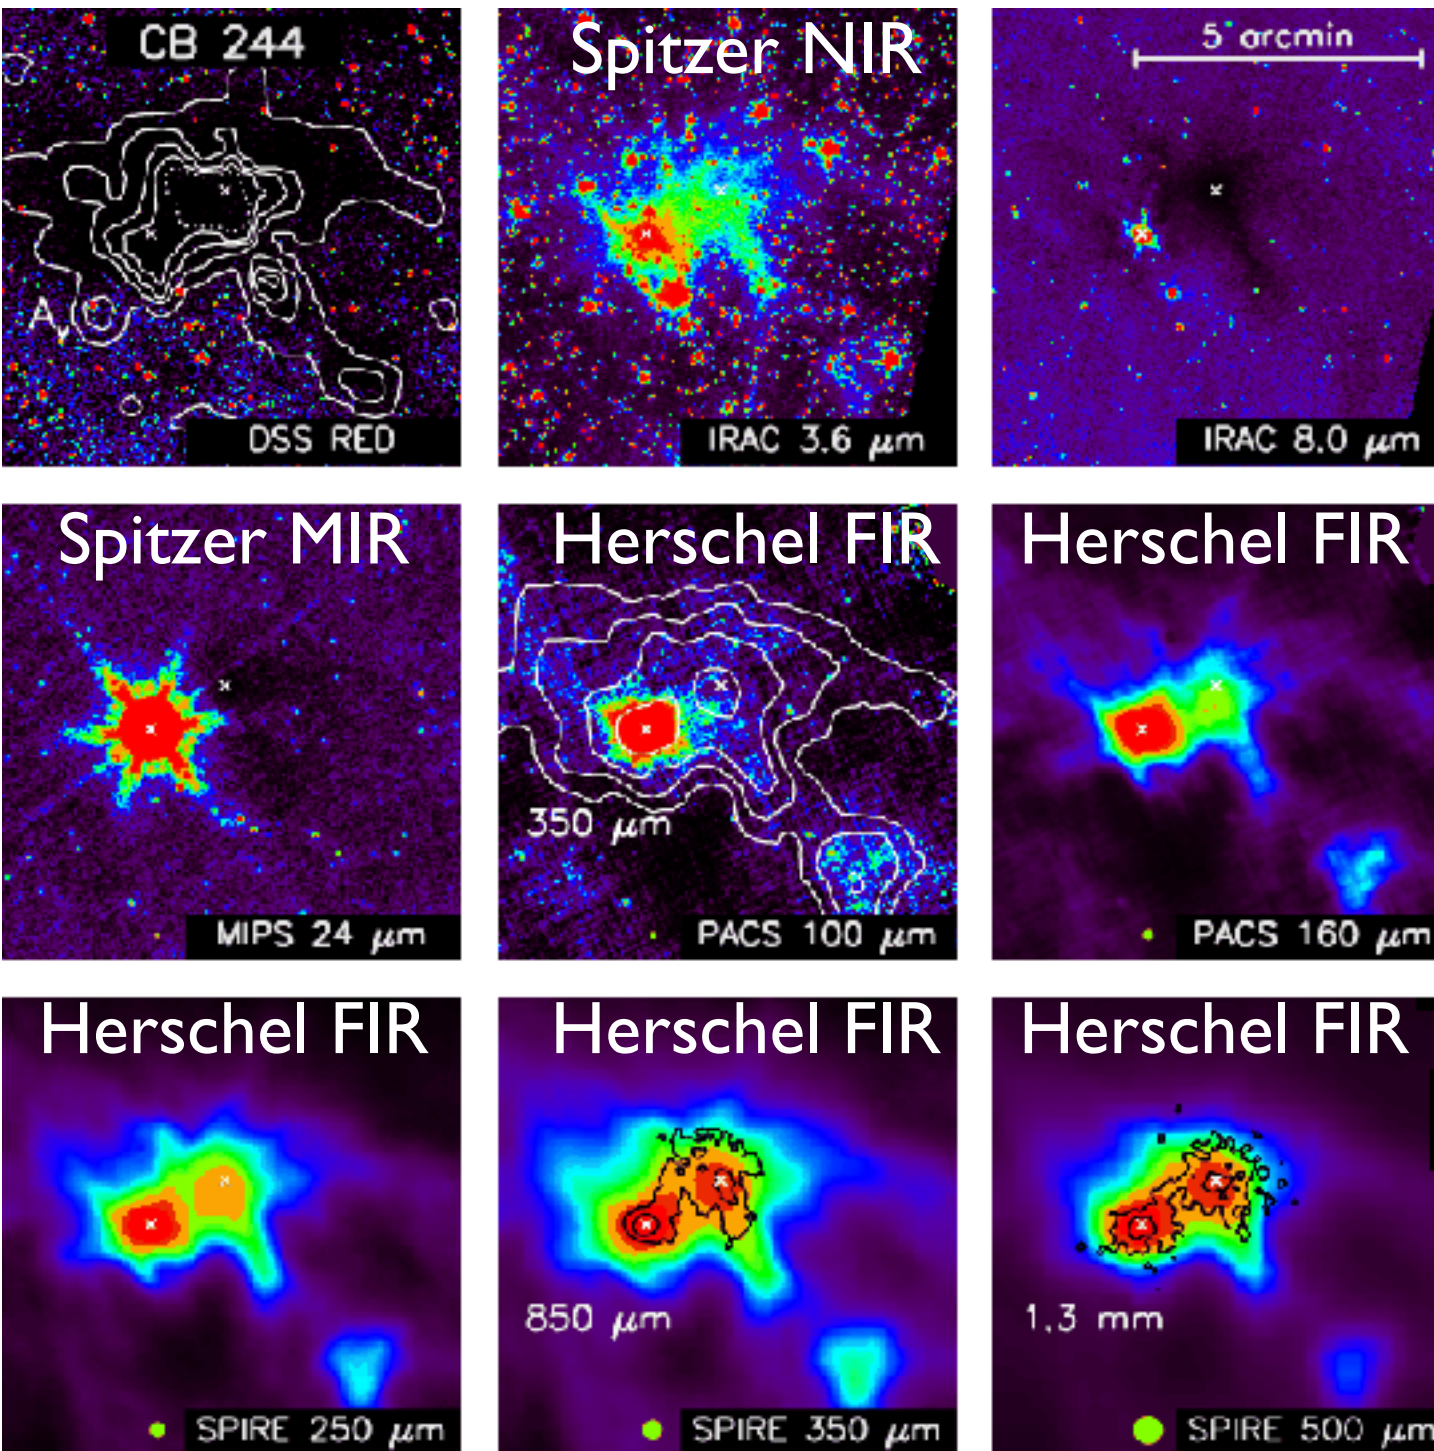 CB 244
A_v
DSS RED
Spitzer NIR
IRAC 3.6 μm
5 arcmin
IRAC 8.0 μm
Spitzer MIR
MIPS 24 μm
Herschel FIR
350 μm
PACS 100 μm
Herschel FIR
PACS 160 μm
Herschel FIR
SPIRE 250 μm
Herschel FIR
850 μm
SPIRE 350 μm
Herschel FIR
1.3 mm
SPIRE 500 μm